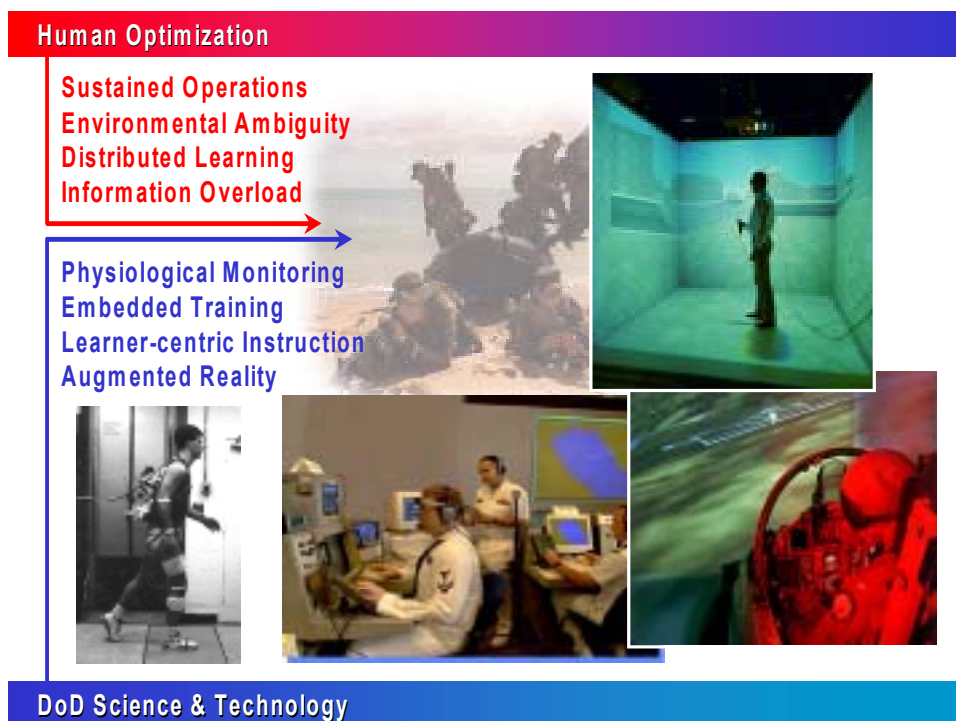 Human Optimization
Sustained Operations
Environmental Ambiguity
Distributed Learning
Information Overload
Physiological Monitoring
Embedded Training
Learner-centric Instruction
Augmented Reality
DoD Science & Technology